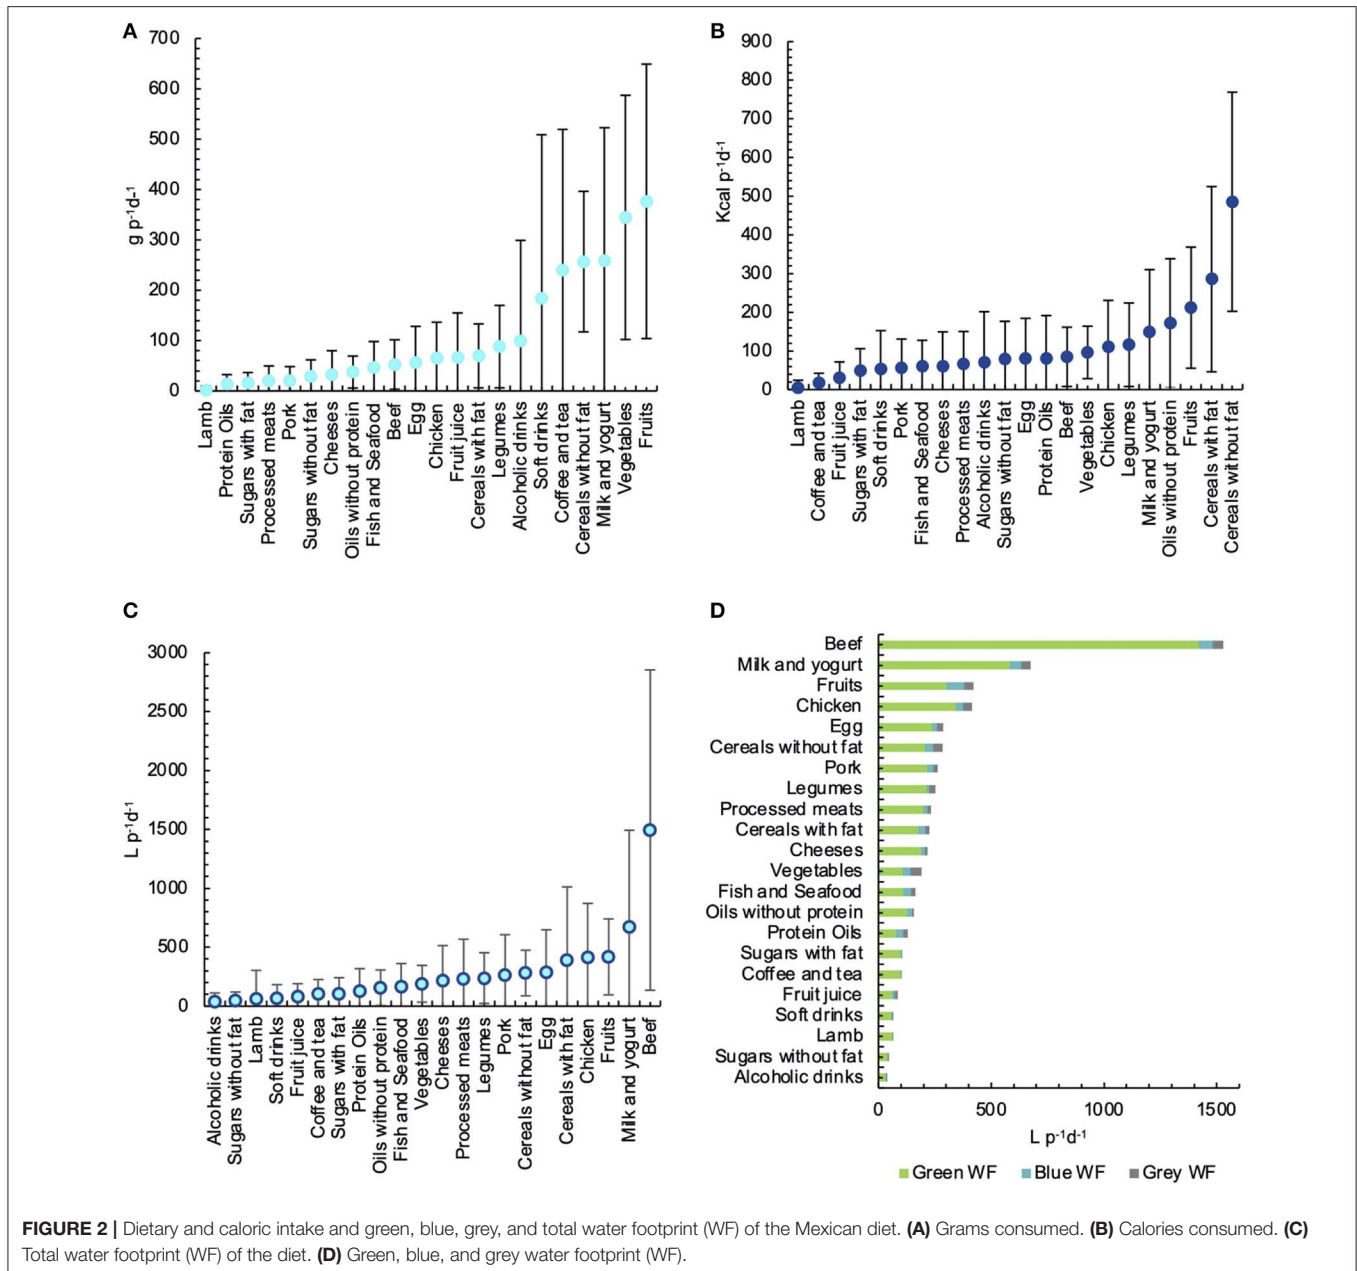 A
700
600
500
400
300
200
100
0
g p-1d-1
Lamb
Protein Oils
Sugars with fat
Processed meats
Pork
Sugars without fat
Cheeses
Oils without protein
Fish and Seafood
Beef
Egg
Chicken
Fruit juice
Cereals with fat
Legumes
Alcoholic drinks
Soft drinks
Coffee and tea
Cereals without fat
Milk and yogurt
Vegetables
Fruits
B
900
800
700
600
500
400
300
200
100
0
Kcal p-1d-1
Lamb
Coffee and tea
Fruit juice
Sugars with fat
Soft drinks
Pork
Fish and Seafood
Cheeses
Processed meats
Alcoholic drinks
Sugars without fat
Egg
Protein Oils
Beef
Vegetables
Chicken
Legumes
Milk and yogurt
Oils without protein
Fruits
Cereals with fat
Cereals without fat
C
3000
2500
2000
1500
1000
500
0
L p-1d-1
Alcoholic drinks
Sugars without fat
Lamb
Soft drinks
Fruit juice
Coffee and tea
Sugars with fat
Protein Oils
Oils without protein
Fish and Seafood
Vegetables
Cheeses
Processed meats
Legumes
Pork
Cereals without fat
Egg
Cereals with fat
Chicken
Fruits
Milk and yogurt
Beef
D
Beef
Milk and yogurt
Fruits
Chicken
Egg
Cereals without fat
Pork
Legumes
Processed meats
Cereals with fat
Cheeses
Vegetables
Fish and Seafood
Oils without protein
Protein Oils
Sugars with fat
Coffee and tea
Fruit juice
Soft drinks
Lamb
Sugars without fat
Alcoholic drinks
0 500 1000 1500
L p-1d-1
Green WF Blue WF Grey WF
FIGURE 2 | Dietary and caloric intake and green, blue, grey, and total water footprint (WF) of the Mexican diet. (A) Grams consumed. (B) Calories consumed. (C)
Total water footprint (WF) of the diet. (D) Green, blue, and grey water footprint (WF).